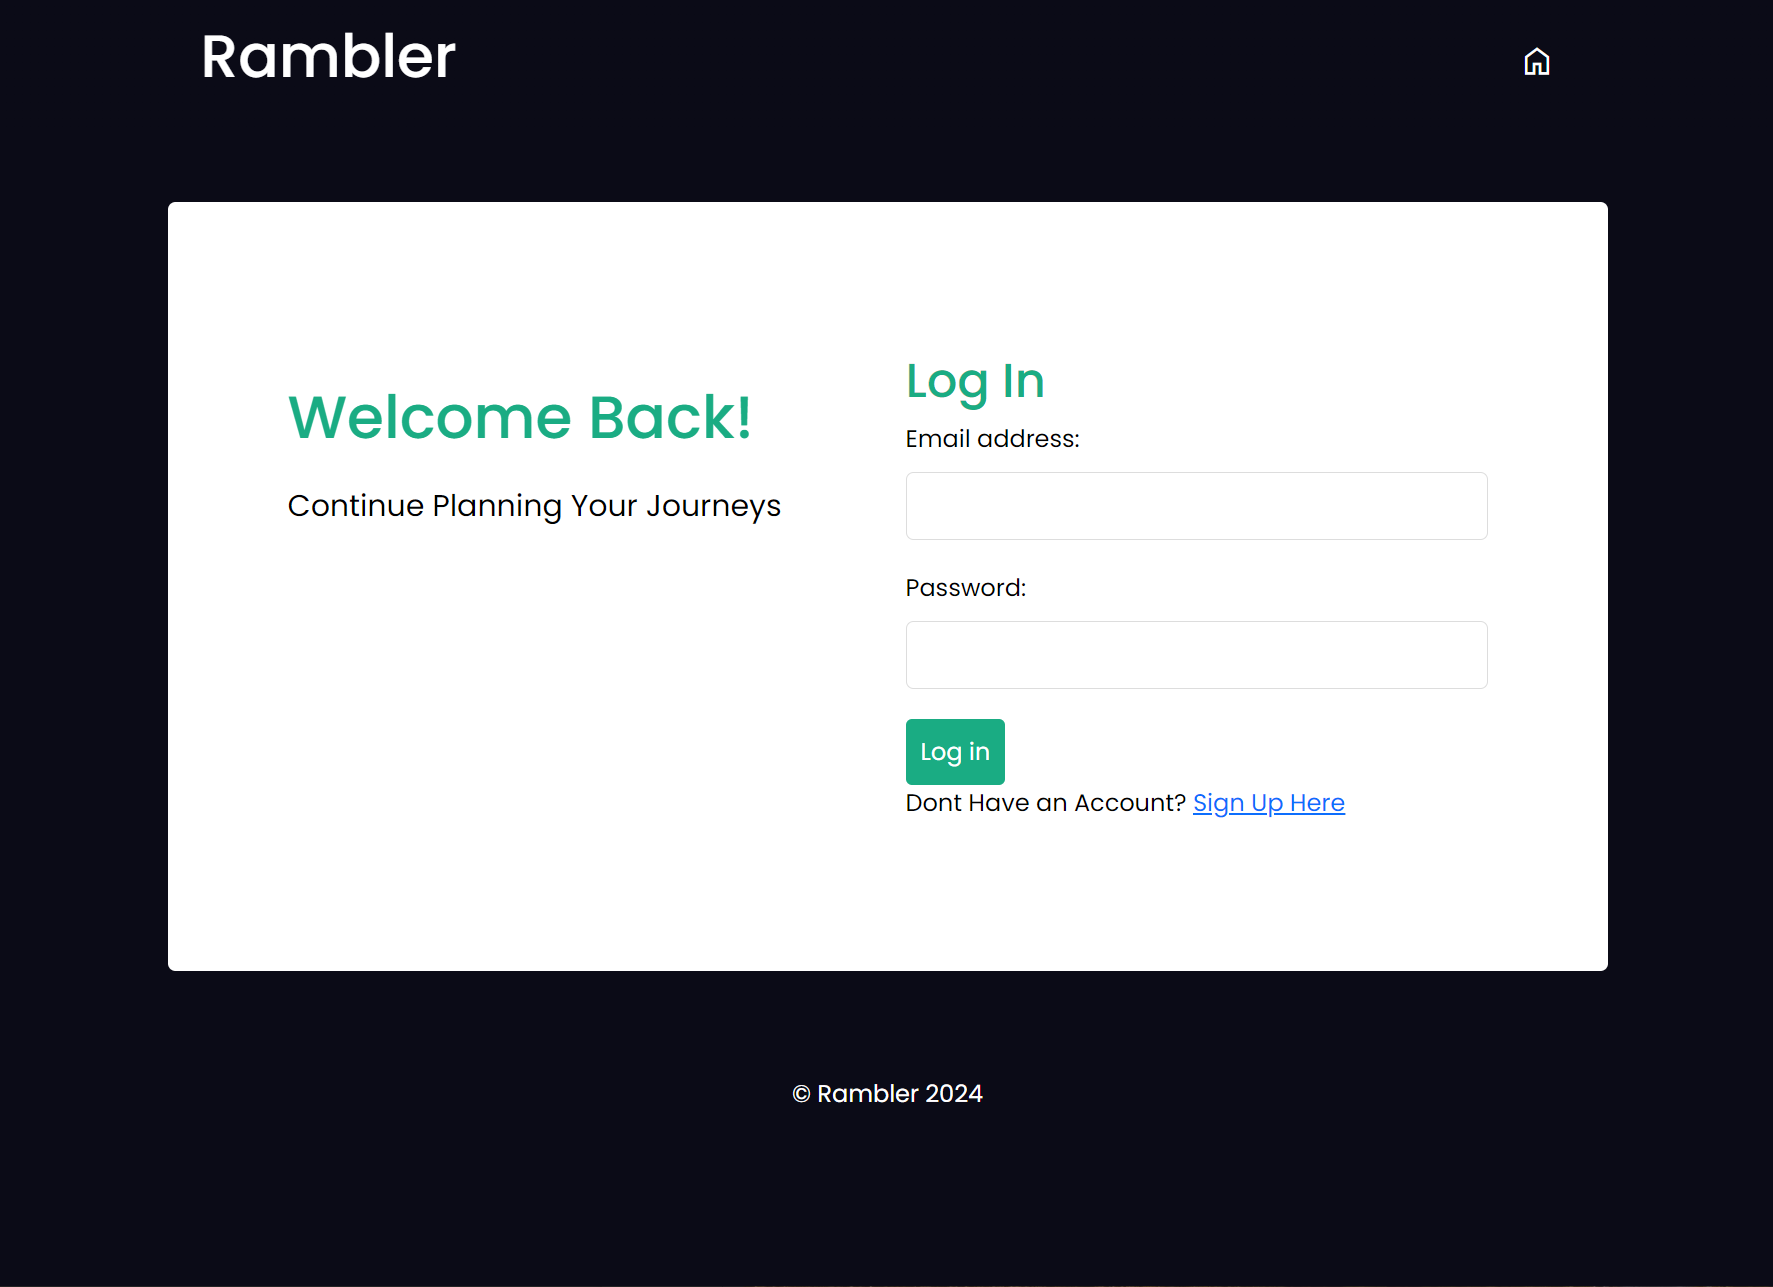 Rambler
Welcome Back!
Continue Planning Your Journeys
Log In
Email address:
Password:
Log in
Dont Have an Account? Sign Up Here
© Rambler 2024